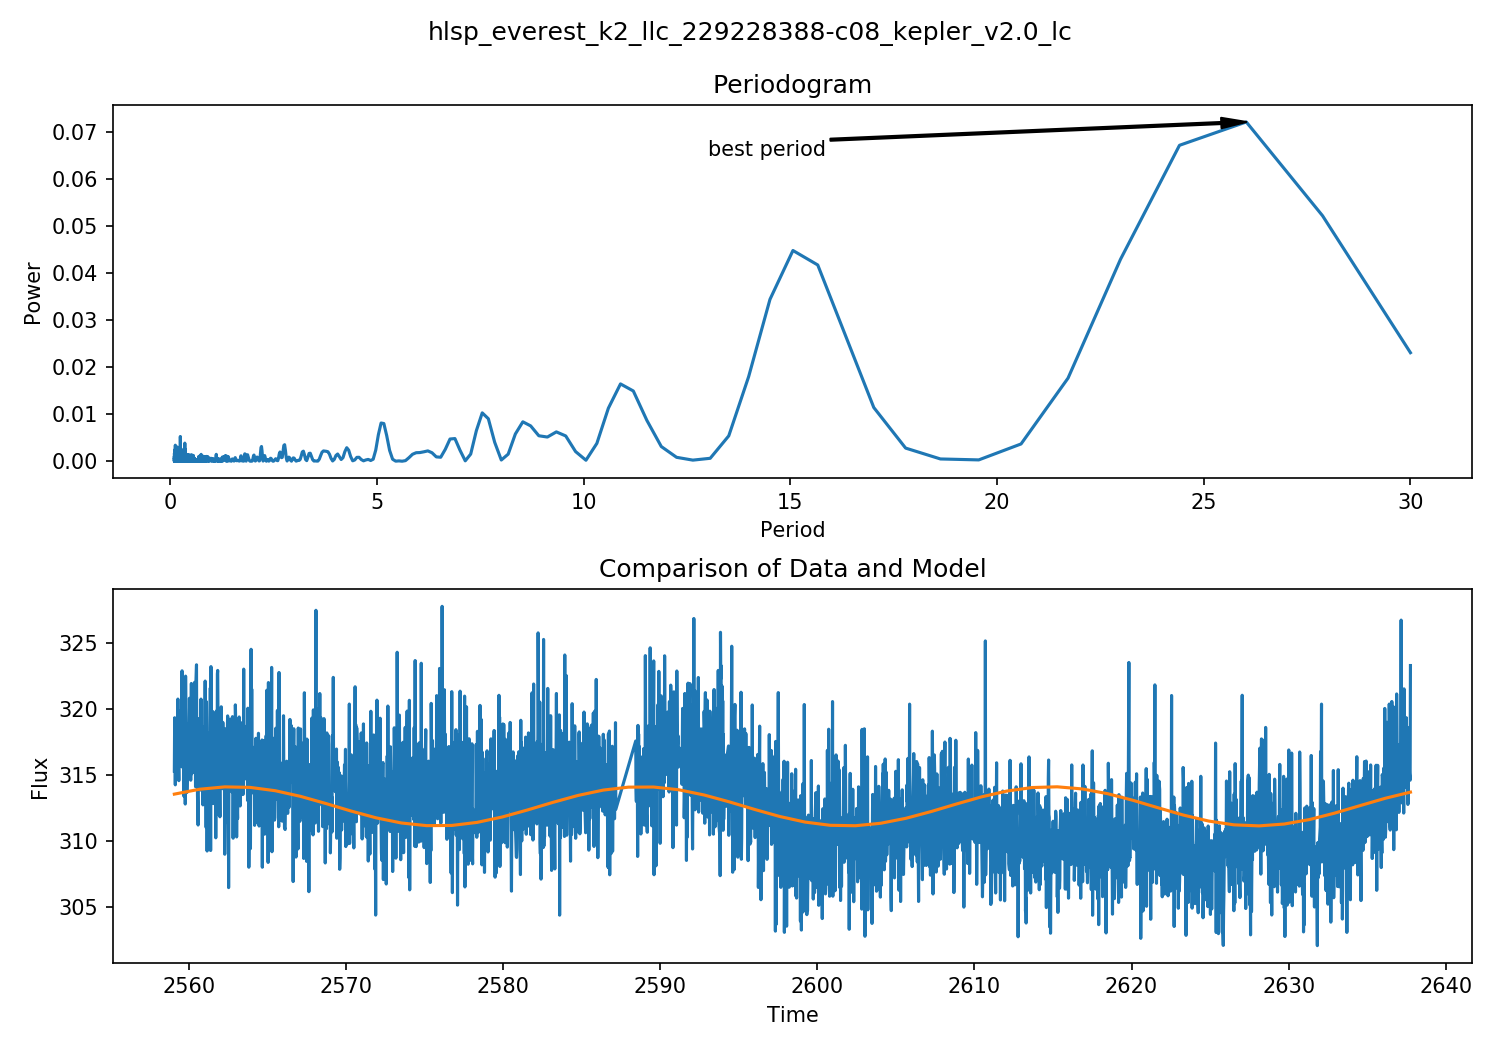 hlsp_everest_k2_llc_229228388-c08_kepler_v2.0_lc
Periodogram
0.07
0.06
0.05
0.04
0.03
0.02
0.01
0.00
Power
best period
0 5 10 15 20 25 30
Period
Comparison of Data and Model
325
320
315
310
305
Flux
2560 2570 2580 2590 2600 2610 2620 2630 2640
Time